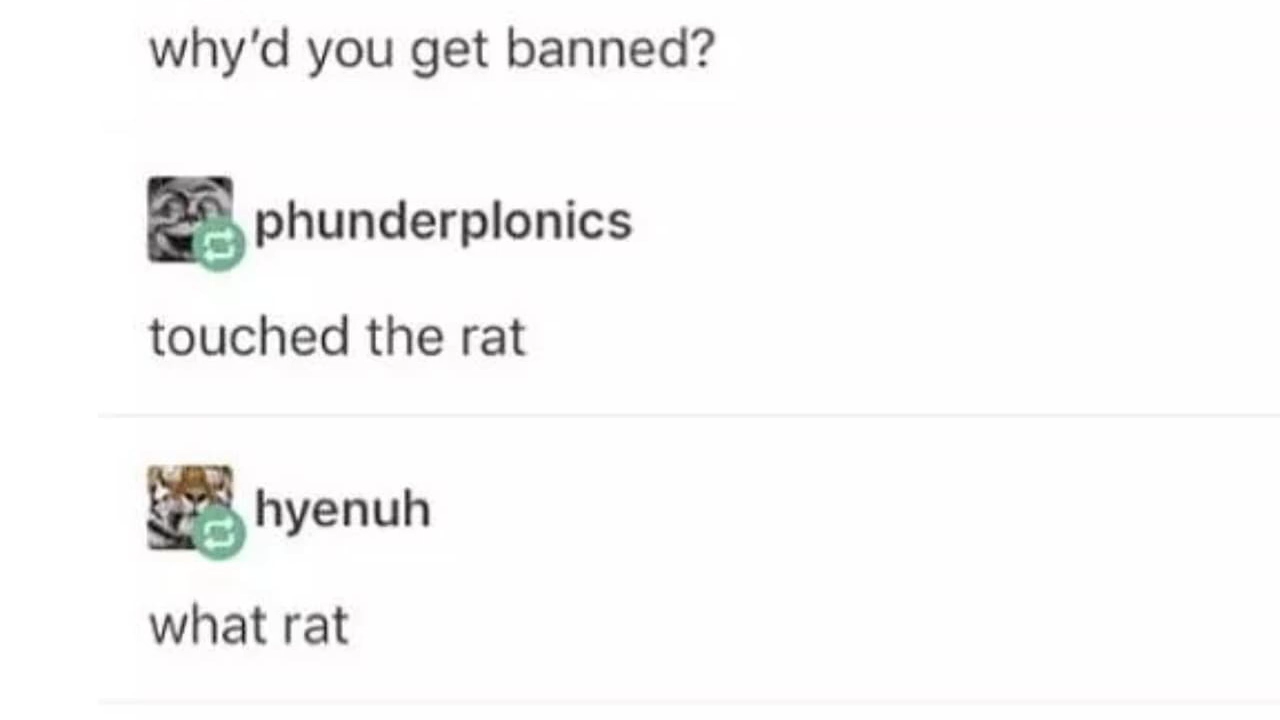 why'd you get banned?
phunderplonics
touched the rat
hyenuh
what rat